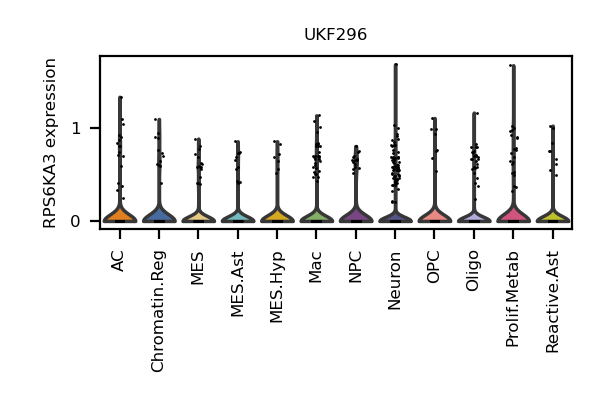 UKF296
RPS6KA3 expression
1
0
AC
Chromatin.Reg
MES
MES.Ast
MES.Hyp
Mac
NPC
Neuron
OPC
Oligo
Prolif.Metab
Reactive.Ast